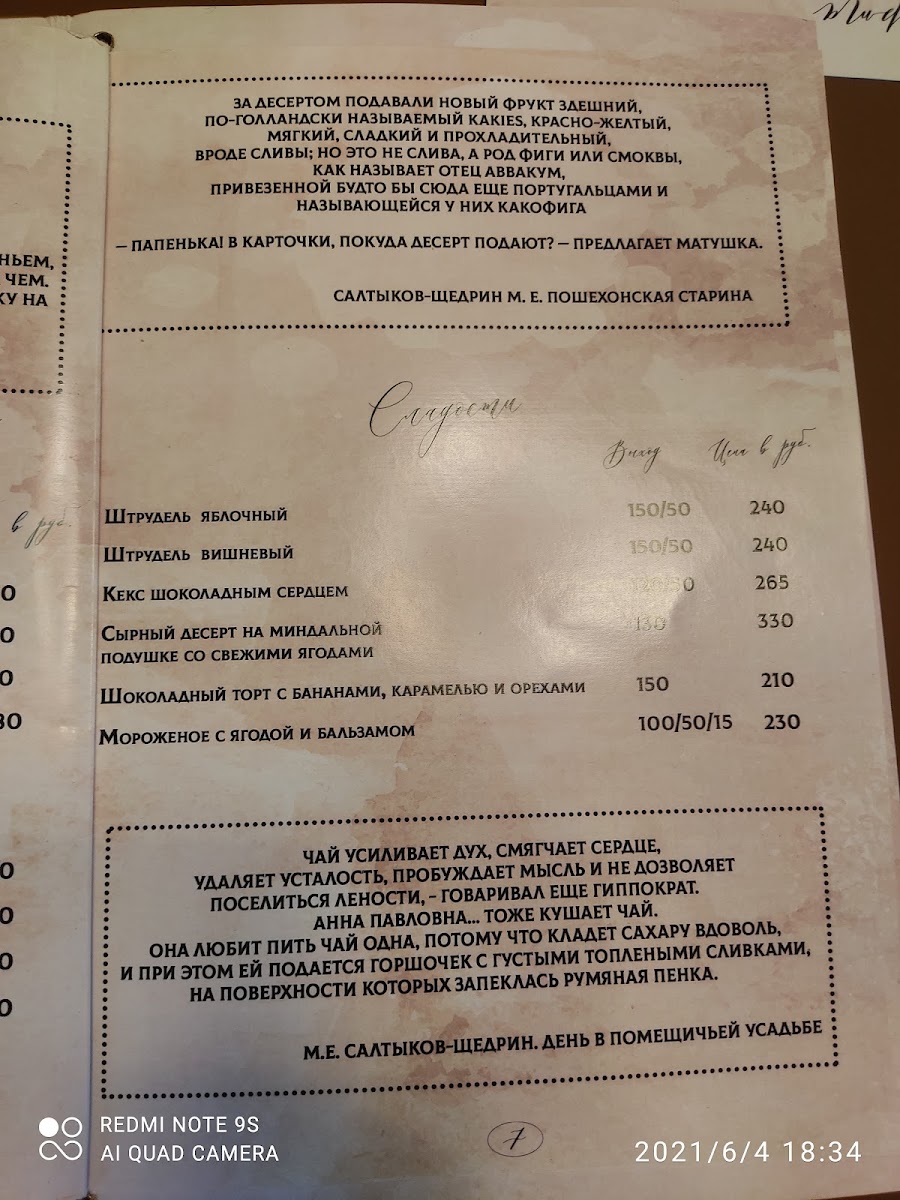 ЗА ДЕСЕРТОМ ПОДАВАЛИ НОВЫЙ ФРУКТ ЗДЕШНИЙ,
ПО-ГОЛЛАНДСКИ НАЗЫВАЕМЫЙ KAKIES, КРАСНО-ЖЕЛТЫЙ,
МЯГКИЙ, СЛАДКИЙ И ПРОХЛАДИТЕЛЬНЫЙ,
ВРОДЕ СЛИВЫ; НО ЭТО НЕ СЛИВА, А РОД ФИГИ ИЛИ СМОКВЫ,
КАК НАЗЫВАЕТ ОТЕЦ АВВАКУМ,
ПРИВЕЗЕННОЙ БУДТО БЫ СЮДА ЕЩЕ ПОРТУГАЛЬЦАМИ И
НАЗЫВАЮЩЕЙСЯ У НИХ КАКОФИГА
— ПАПЕНЬКА! В КАРТОЧКИ, ПОКУДА ДЕСЕРТ ПОДАЮТ? — ПРЕДЛАГАЕТ МАТУШКА.
САЛТЫКОВ-ЩЕДРИН М. Е. ПОШЕХОНСКАЯ СТАРИНА
НЬЕМ,
ЧЕМ.
КУ НА
Сладости
Выход Цена в руб.
в руб.
Штрудель яблочный 150/50 240
Штрудель вишневый 150/50 240
Кекс шоколадным сердцем 265
Сырный десерт на миндальной 130 330
подушке со свежими ягодами
Шоколадный торт с бананами, карамелью и орехами 150 210
Мороженое с ягодой и бальзамом 100/50/15 230
ЧАЙ УСИЛИВАЕТ ДУХ, СМЯГЧАЕТ СЕРДЦЕ,
УДАЛЯЕТ УСТАЛОСТЬ, ПРОБУЖДАЕТ МЫСЛЬ И НЕ ДОЗВОЛЯЕТ
ПОСЕЛИТЬСЯ ЛЕНОСТИ, - ГОВАРИВАЛ ЕЩЕ ГИППОКРАТ.
АННА ПАВЛОВНА... ТОЖЕ КУШАЕТ ЧАЙ.
ОНА ЛЮБИТ ПИТЬ ЧАЙ ОДНА, ПОТОМУ ЧТО КЛАДЕТ САХАРУ ВДОВОЛЬ,
И ПРИ ЭТОМ ЕЙ ПОДАЕТСЯ ГОРШОЧЕК С ГУСТЫМИ ТОПЛЕНЫМИ СЛИВКАМИ,
НА ПОВЕРХНОСТИ КОТОРЫХ ЗАПЕКЛАСЬ РУМЯНАЯ ПЕНКА.
М.Е. САЛТЫКОВ-ЩЕДРИН. ДЕНЬ В ПОМЕЩИЧЬЕЙ УСАДЬБЕ
7
REDMI NOTE 9S
AI QUAD CAMERA
2021/6/4 18:34